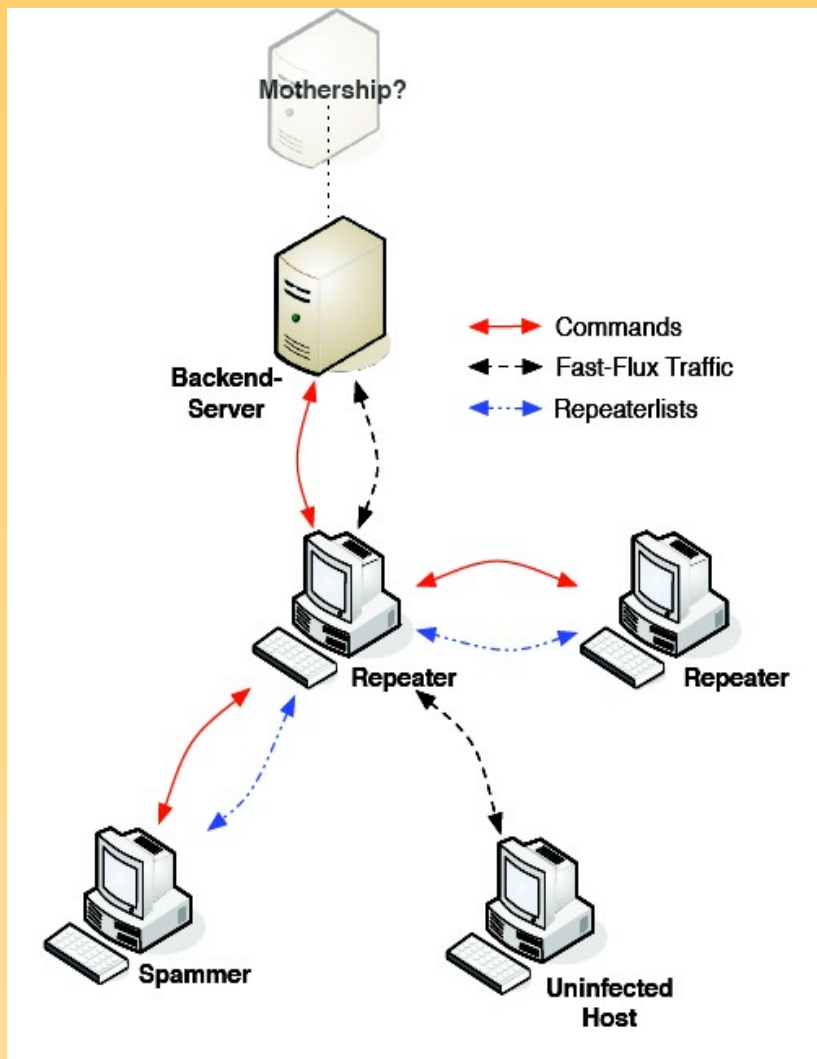 Mothership?
Backend-
Server
Commands
Fast-Flux Traffic
Repeaterlists
Repeater
Repeater
Spammer
Uninfected
Host